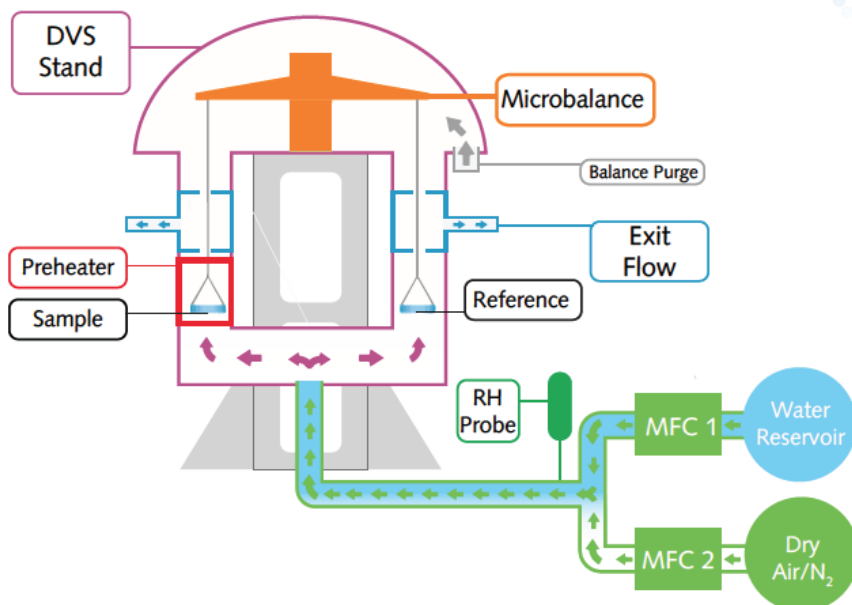 DVS
Stand
Microbalance
Balance Purge
Exit
Flow
Preheater
Sample
Reference
RH
Probe
MFC 1
Water
Reservoir
MFC 2
Dry
Air/N₂